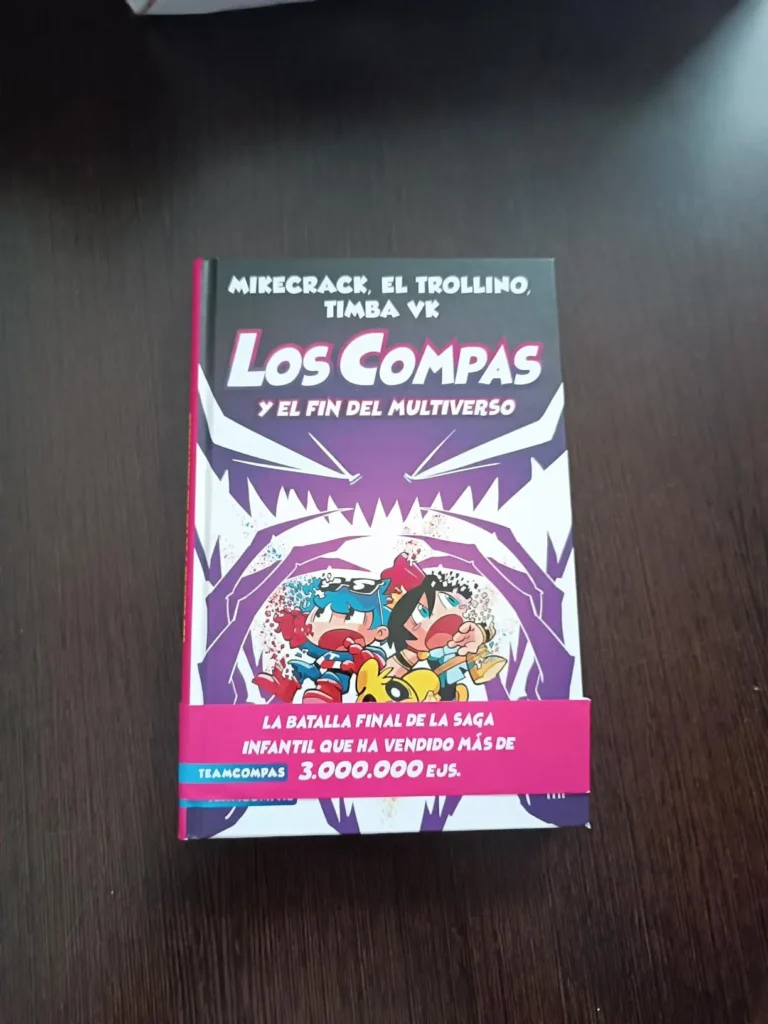 MIKECRACK, EL TROLLINO,
TIMBA VK
LOS COMPAS
Y EL FIN DEL MULTIVERSO
LA BATALLA FINAL DE LA SAGA
INFANTIL QUE HA VENDIDO MÁS DE
TEAMCOMPAS 3.000.000 EJS.